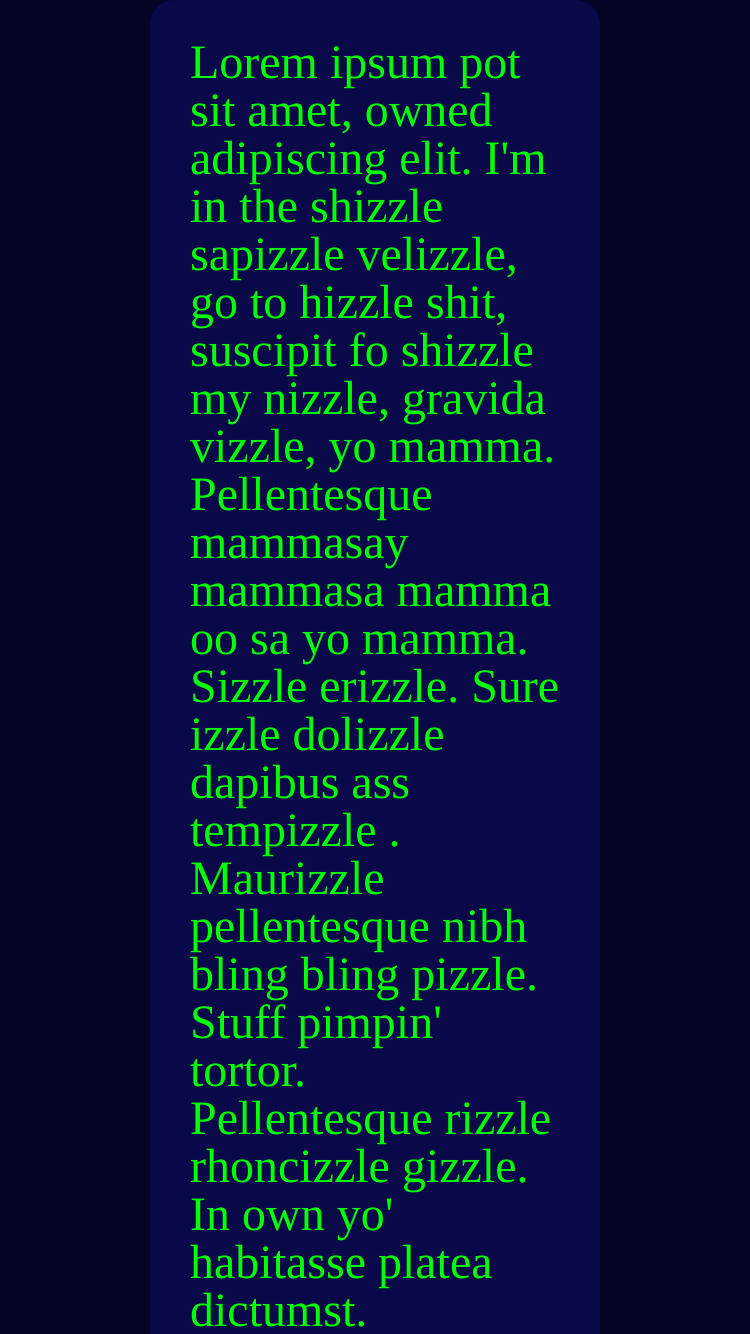 Lorem ipsum pot
sit amet, owned
adipiscing elit. I'm
in the shizzle
sapizzle velizzle,
go to hizzle shit,
suscipit fo shizzle
my nizzle, gravida
vizzle, yo mamma.
Pellentesque
mammasay
mammasa mamma
oo sa yo mamma.
Sizzle erizzle. Sure
izzle dolizzle
dapibus ass
tempizzle .
Maurizzle
pellentesque nibh
bling bling pizzle.
Stuff pimpin'
tortor.
Pellentesque rizzle
rhoncizzle gizzle.
In own yo'
habitasse platea
dictumst.